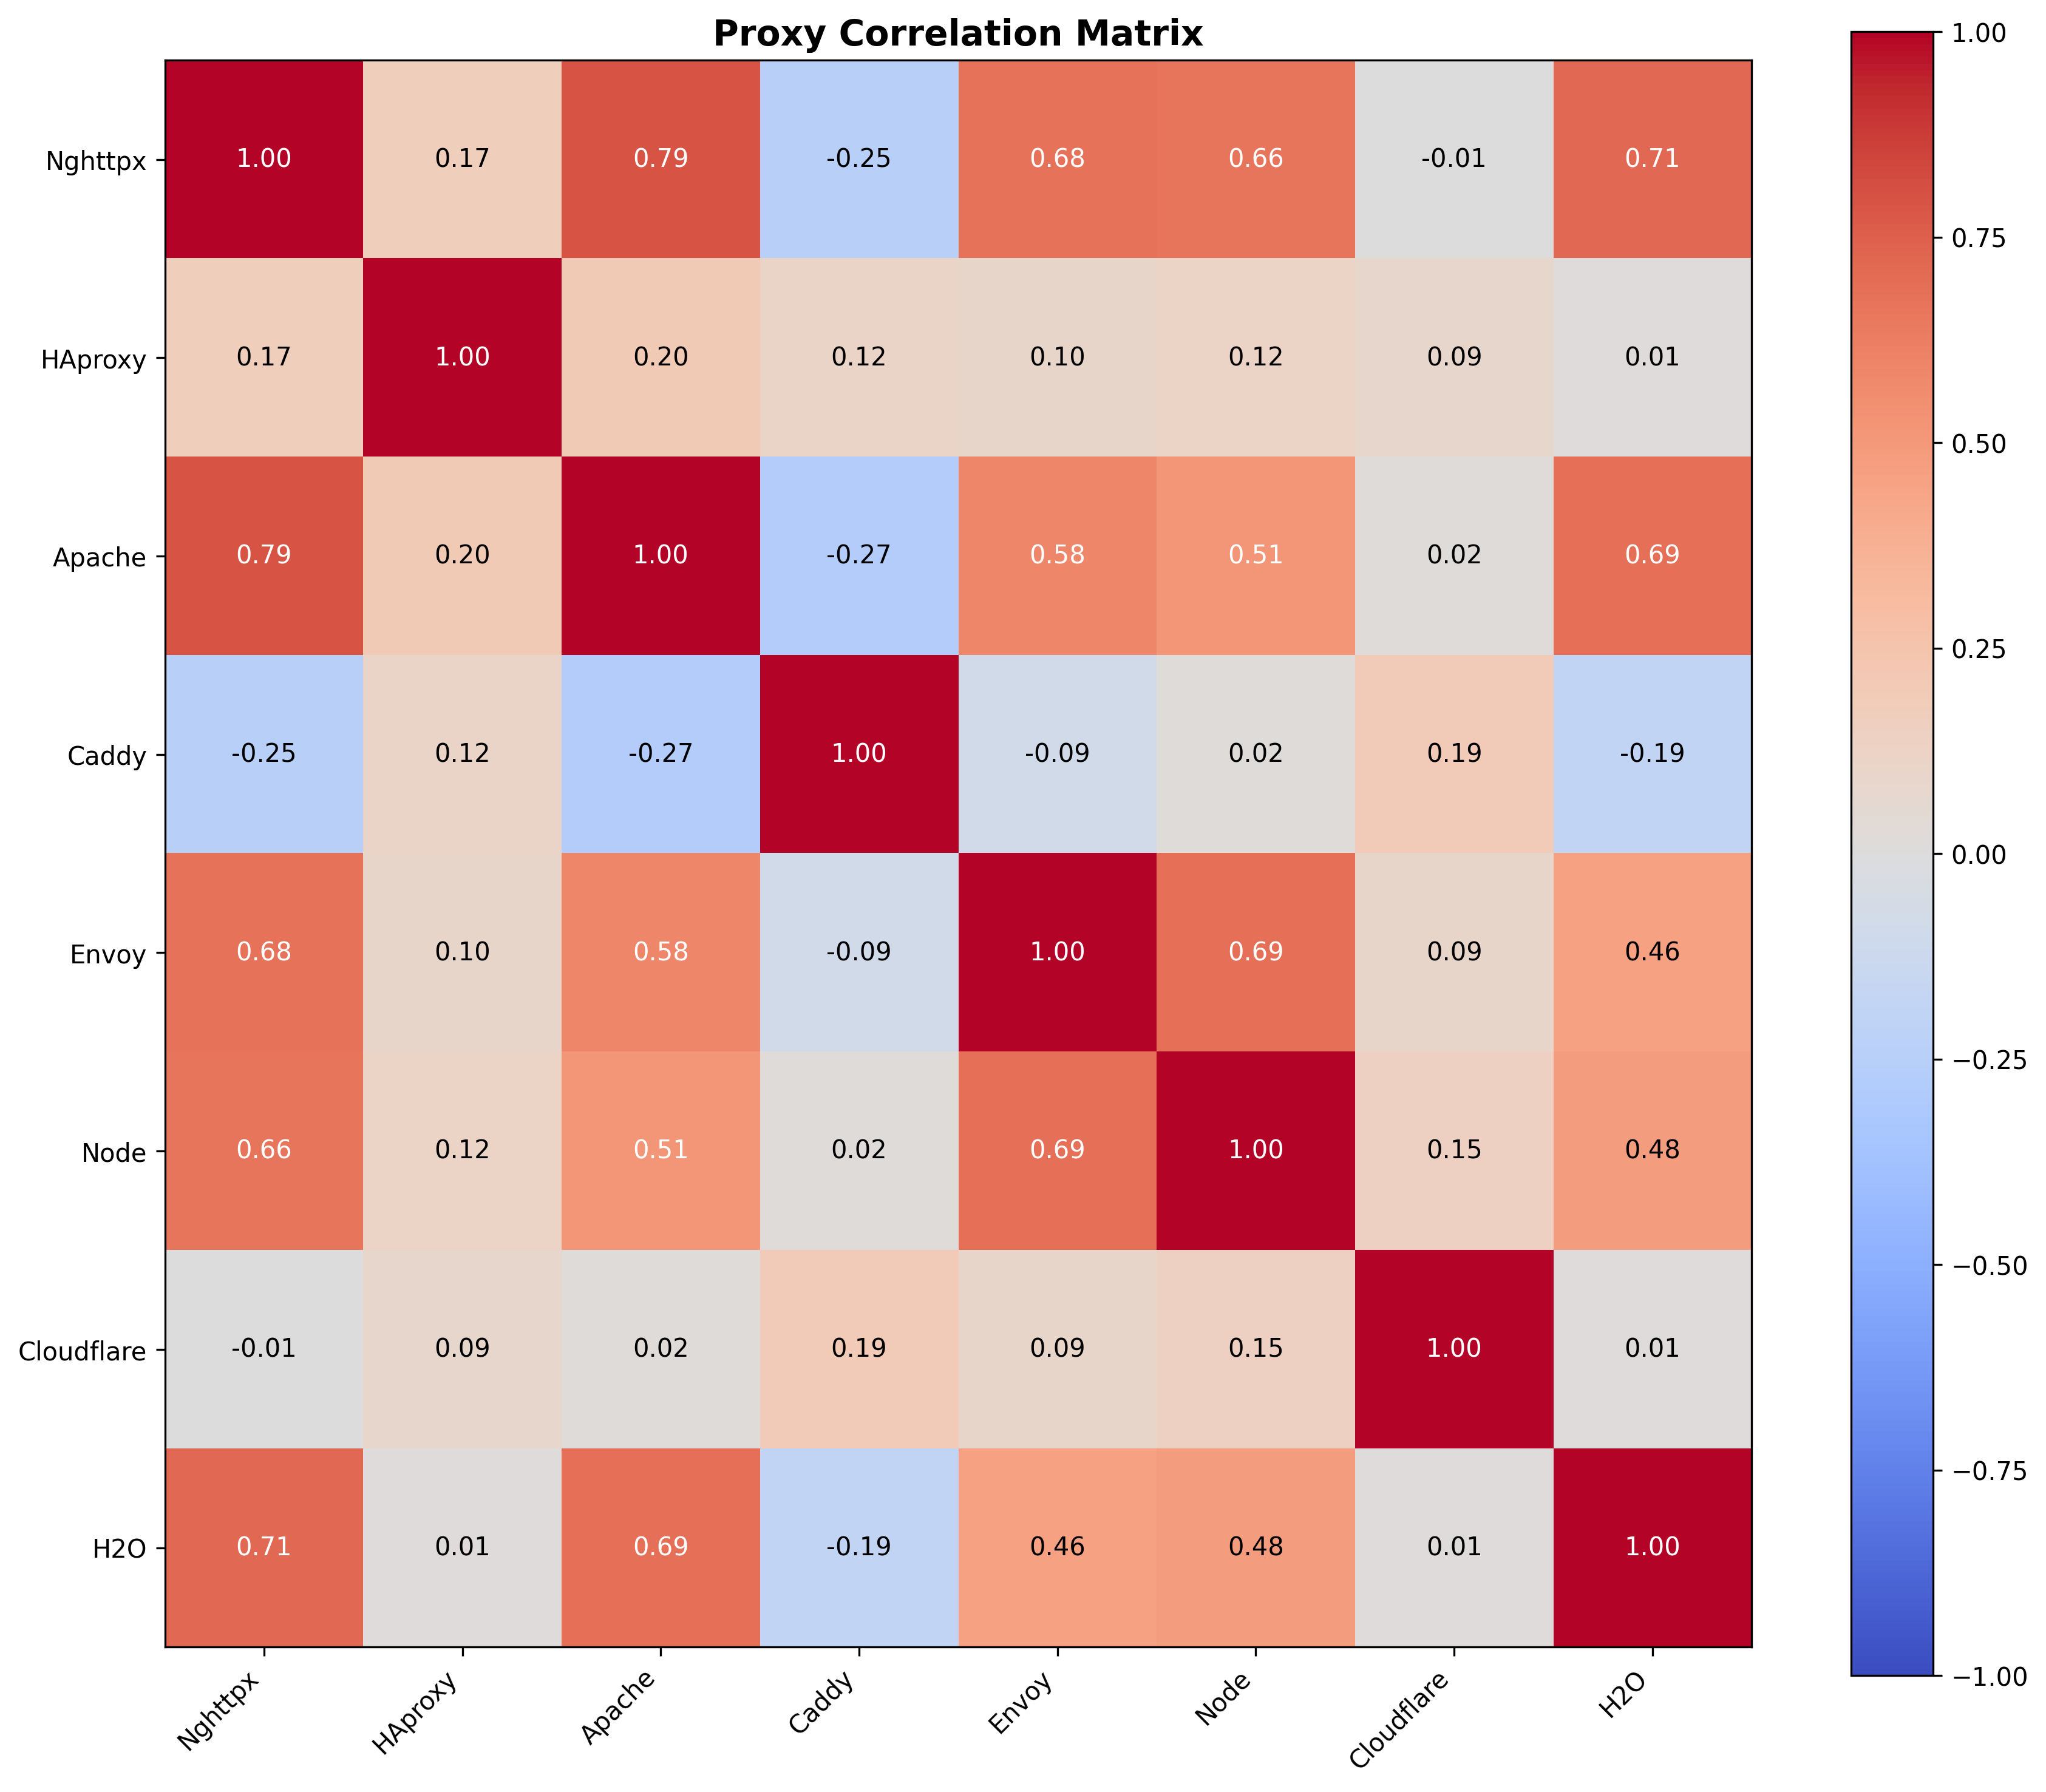 Proxy Correlation Matrix
Nghttpx 1.00 0.17 0.79 -0.25 0.68 0.66 -0.01 0.71
HAproxy 0.17 1.00 0.20 0.12 0.10 0.12 0.09 0.01
Apache 0.79 0.20 1.00 -0.27 0.58 0.51 0.02 0.69
Caddy -0.25 0.12 -0.27 1.00 -0.09 0.02 0.19 -0.19
Envoy 0.68 0.10 0.58 -0.09 1.00 0.69 0.09 0.46
Node 0.66 0.12 0.51 0.02 0.69 1.00 0.15 0.48
Cloudflare -0.01 0.09 0.02 0.19 0.09 0.15 1.00 0.01
H2O 0.71 0.01 0.69 -0.19 0.46 0.48 0.01 1.00
Nghttpx HAproxy Apache Caddy Envoy Node Cloudflare H2O
1.00
0.75
0.50
0.25
0.00
−0.25
−0.50
−0.75
−1.00